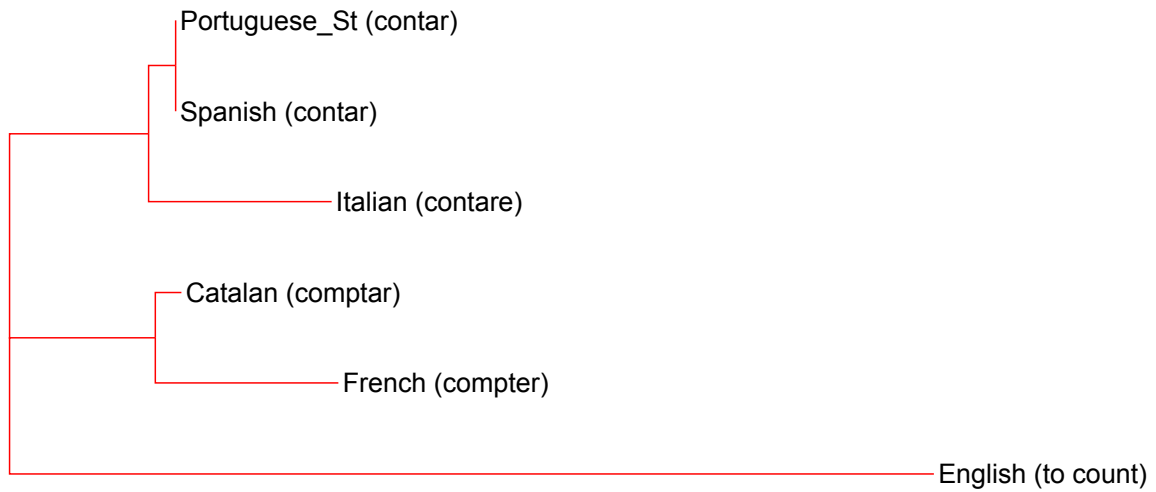 Portuguese_St (contar)
Spanish (contar)
Italian (contare)
Catalan (comptar)
French (compter)
English (to count)